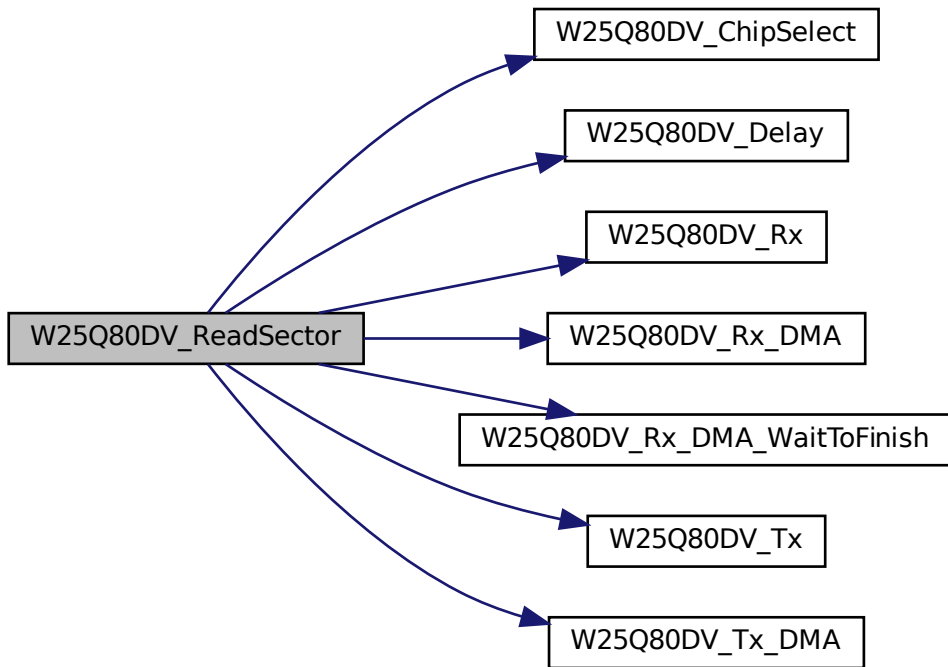 W25Q80DV_ChipSelect
W25Q80DV_Delay
W25Q80DV_Rx
W25Q80DV_ReadSector
W25Q80DV_Rx_DMA
W25Q80DV_Rx_DMA_WaitToFinish
W25Q80DV_Tx
W25Q80DV_Tx_DMA